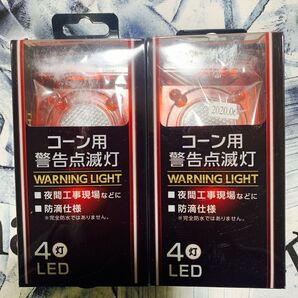 コーン用
警告点滅灯
WARNING LIGHT
■夜間工事現場などに
■防滴仕様
※完全防水ではありません。
4灯
LED
2020.06
コーン用
警告点滅灯
WARNING LIGHT
■夜間工事現場などに
■防滴仕様
※完全防水ではありません。
4灯
LED